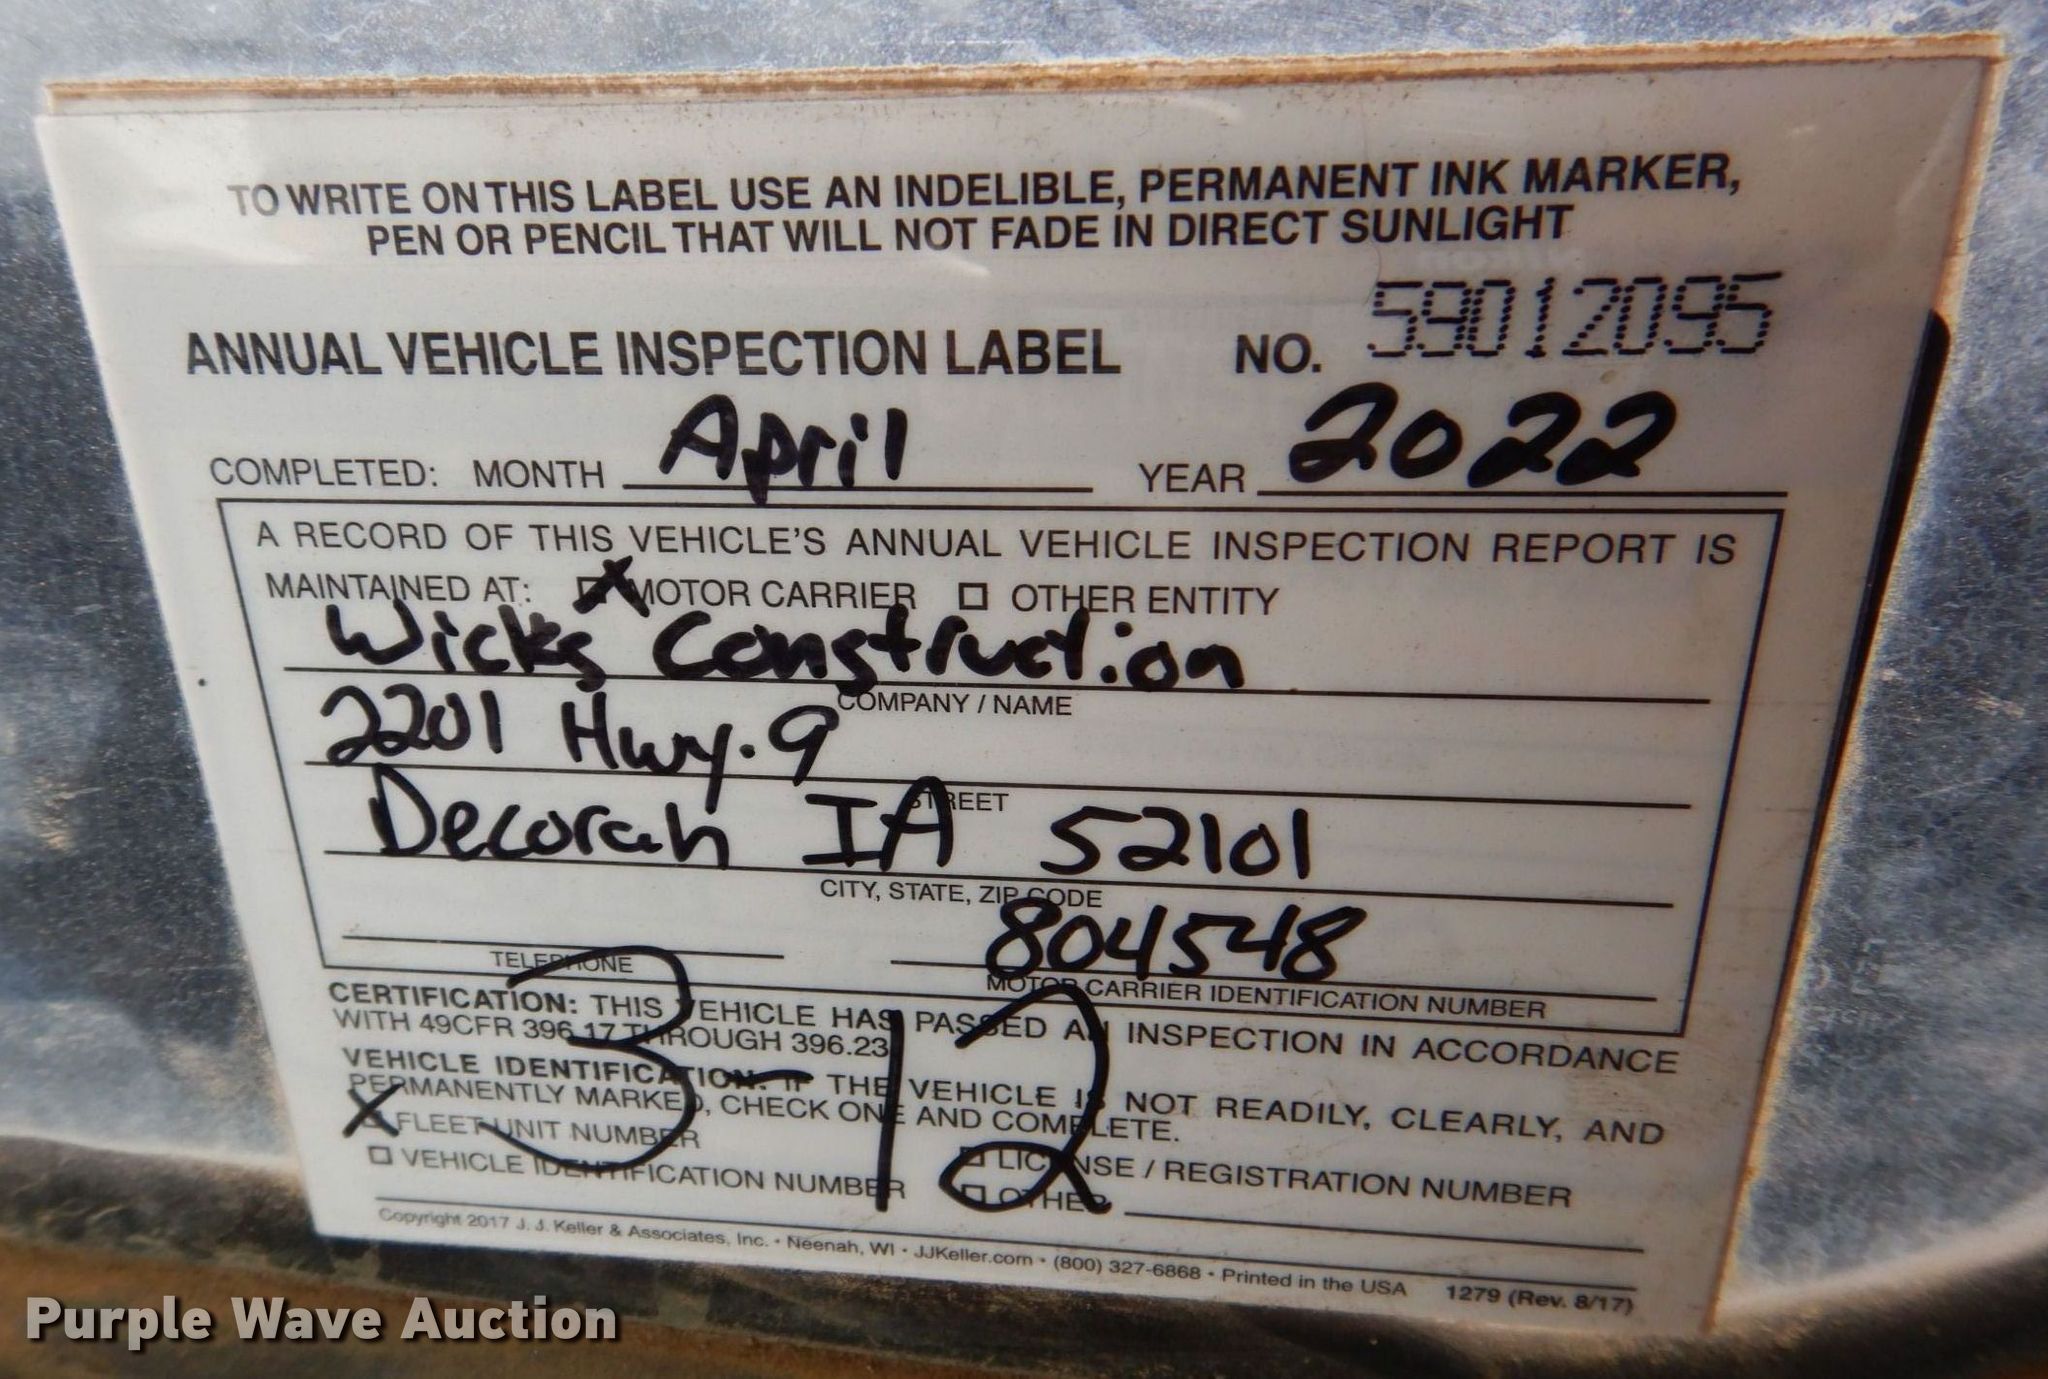 TO WRITE ON THIS LABEL USE AN INDELIBLE, PERMANENT INK MARKER,
PEN OR PENCIL THAT WILL NOT FADE IN DIRECT SUNLIGHT
ANNUAL VEHICLE INSPECTION LABEL NO. 59012095
COMPLETED: MONTH April YEAR 2022
A RECORD OF THIS VEHICLE'S ANNUAL VEHICLE INSPECTION REPORT IS
MAINTAINED AT: X MOTOR CARRIER OTHER ENTITY
Wicks Construction
COMPANY / NAME
2201 Hwy. 9
STREET
Decorah IA 52101
CITY, STATE, ZIP CODE
804548
TELEPHONE MOTOR CARRIER IDENTIFICATION NUMBER
CERTIFICATION: THIS VEHICLE HAS PASSED AN INSPECTION IN ACCORDANCE
WITH 49CFR 396.17 THROUGH 396.23
3-12
VEHICLE IDENTIFICATION: IF THE VEHICLE IS NOT READILY, CLEARLY, AND
PERMANENTLY MARKED, CHECK ONE AND COMPLETE.
X FLEET UNIT NUMBER LICENSE / REGISTRATION NUMBER
VEHICLE IDENTIFICATION NUMBER OTHER
Copyright 2017 J. J. Keller & Associates, Inc. • Neenah, WI • JJKeller.com • (800) 327-6868 • Printed in the USA 1279 (Rev. 8/17)
Purple Wave Auction